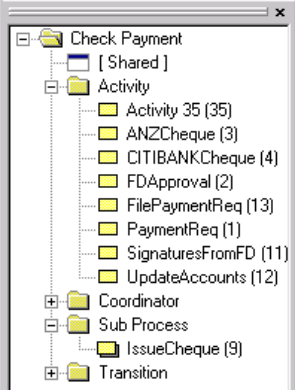 Check Payment
[ Shared ]
Activity
Activity 35 (35)
ANZCheque (3)
CITIBANKCheque (4)
FDApproval (2)
FilePaymentReq (13)
PaymentReq (1)
SignaturesFromFD (11)
UpdateAccounts (12)
Coordinator
Sub Process
IssueCheque (9)
Transition